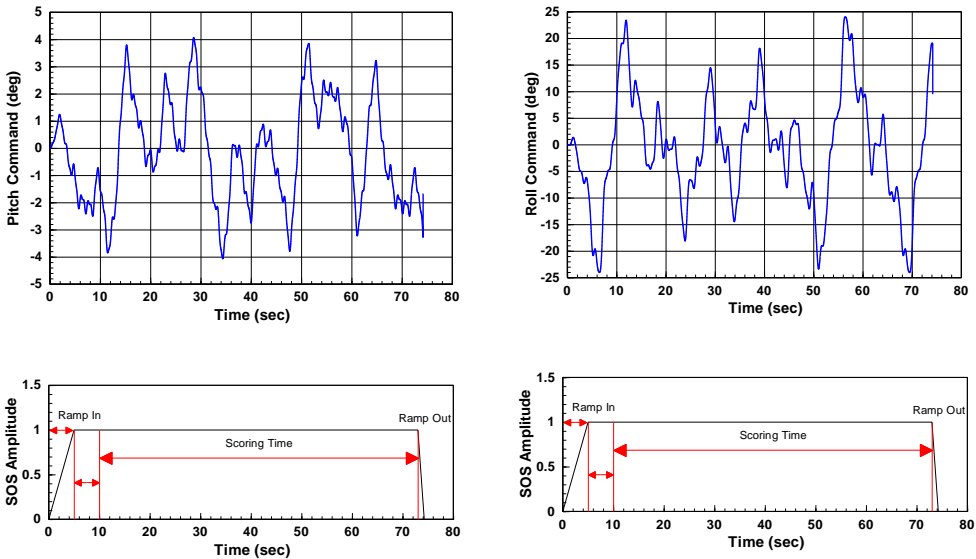 Pitch Command (deg)
5
4
3
2
1
0
-1
-2
-3
-4
-5
0 10 20 30 40 50 60 70 80
Time (sec)
Roll Command (deg)
25
20
15
10
5
0
-5
-10
-15
-20
-25
0 10 20 30 40 50 60 70 80
Time (sec)
SOS Amplitude
1.5
1
0.5
0
Ramp In
Ramp Out
Scoring Time
0 10 20 30 40 50 60 70 80
Time (sec)
SOS Amplitude
1.5
1
0.5
0
Ramp In
Ramp Out
Scoring Time
0 10 20 30 40 50 60 70 80
Time (sec)